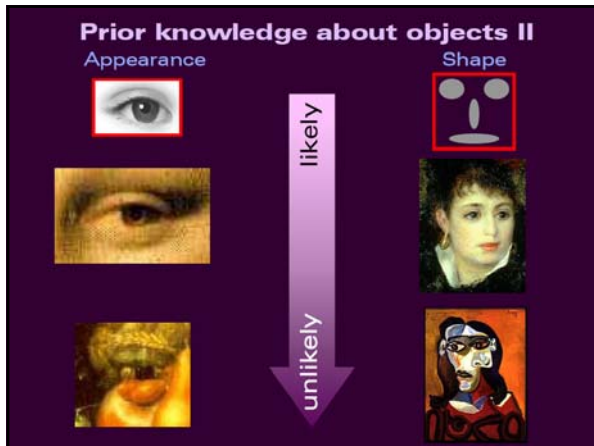 Prior knowledge about objects II
Appearance
Shape
likely
unlikely